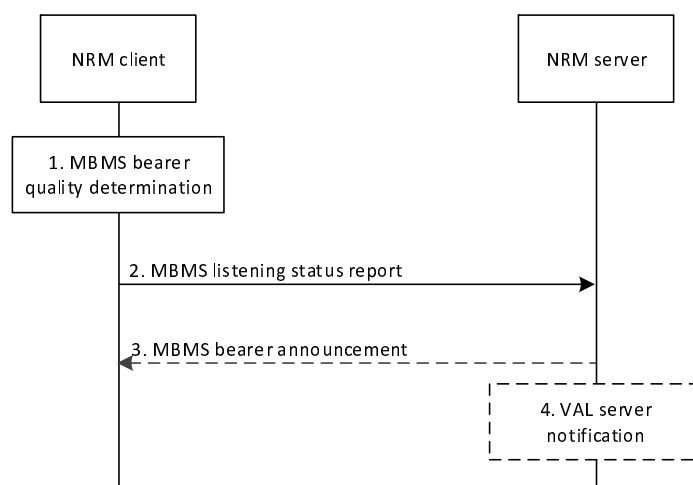 NRM client
NRM server
1. MBMS bearer
quality determination
2. MBMS listening status report
3. MBMS bearer announcement
4. VAL server
notification